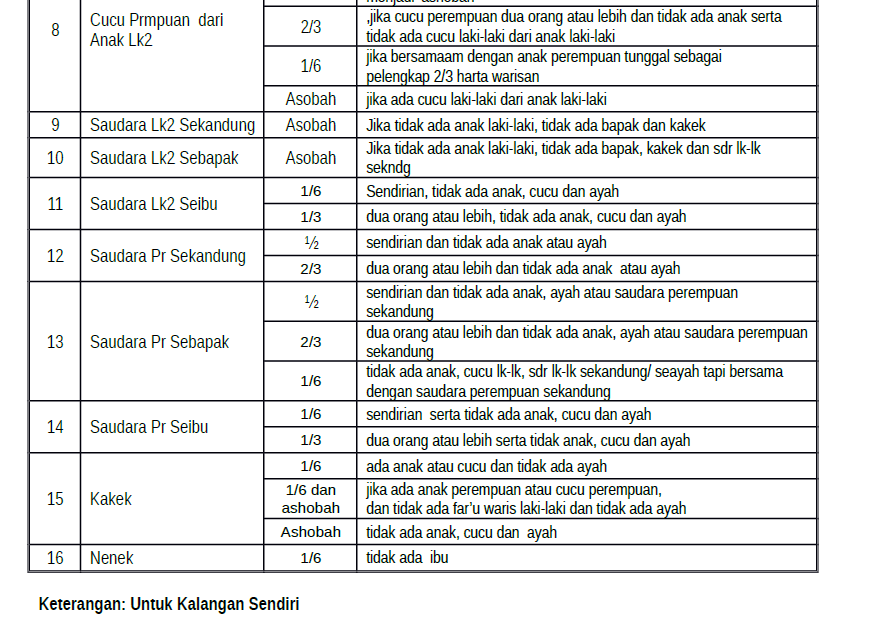 8
Cucu Prmpuan dari
Anak Lk2
2/3
,jika cucu perempuan dua orang atau lebih dan tidak ada anak serta
tidak ada cucu laki-laki dari anak laki-laki
1/6
jika bersamaam dengan anak perempuan tunggal sebagai
pelengkap 2/3 harta warisan
Asobah
jika ada cucu laki-laki dari anak laki-laki
9
Saudara Lk2 Sekandung
Asobah
Jika tidak ada anak laki-laki, tidak ada bapak dan kakek
10
Saudara Lk2 Sebapak
Asobah
Jika tidak ada anak laki-laki, tidak ada bapak, kakek dan sdr lk-lk
sekndg
11
Saudara Lk2 Seibu
1/6
Sendirian, tidak ada anak, cucu dan ayah
1/3
dua orang atau lebih, tidak ada anak, cucu dan ayah
12
Saudara Pr Sekandung
½
sendirian dan tidak ada anak atau ayah
2/3
dua orang atau lebih dan tidak ada anak atau ayah
13
Saudara Pr Sebapak
½
sendirian dan tidak ada anak, ayah atau saudara perempuan
sekandung
2/3
dua orang atau lebih dan tidak ada anak, ayah atau saudara perempuan
sekandung
1/6
tidak ada anak, cucu lk-lk, sdr lk-lk sekandung/ seayah tapi bersama
dengan saudara perempuan sekandung
14
Saudara Pr Seibu
1/6
sendirian serta tidak ada anak, cucu dan ayah
1/3
dua orang atau lebih serta tidak anak, cucu dan ayah
15
Kakek
1/6
ada anak atau cucu dan tidak ada ayah
1/6 dan
ashobah
jika ada anak perempuan atau cucu perempuan,
dan tidak ada far’u waris laki-laki dan tidak ada ayah
Ashobah
tidak ada anak, cucu dan ayah
16
Nenek
1/6
tidak ada ibu
Keterangan: Untuk Kalangan Sendiri